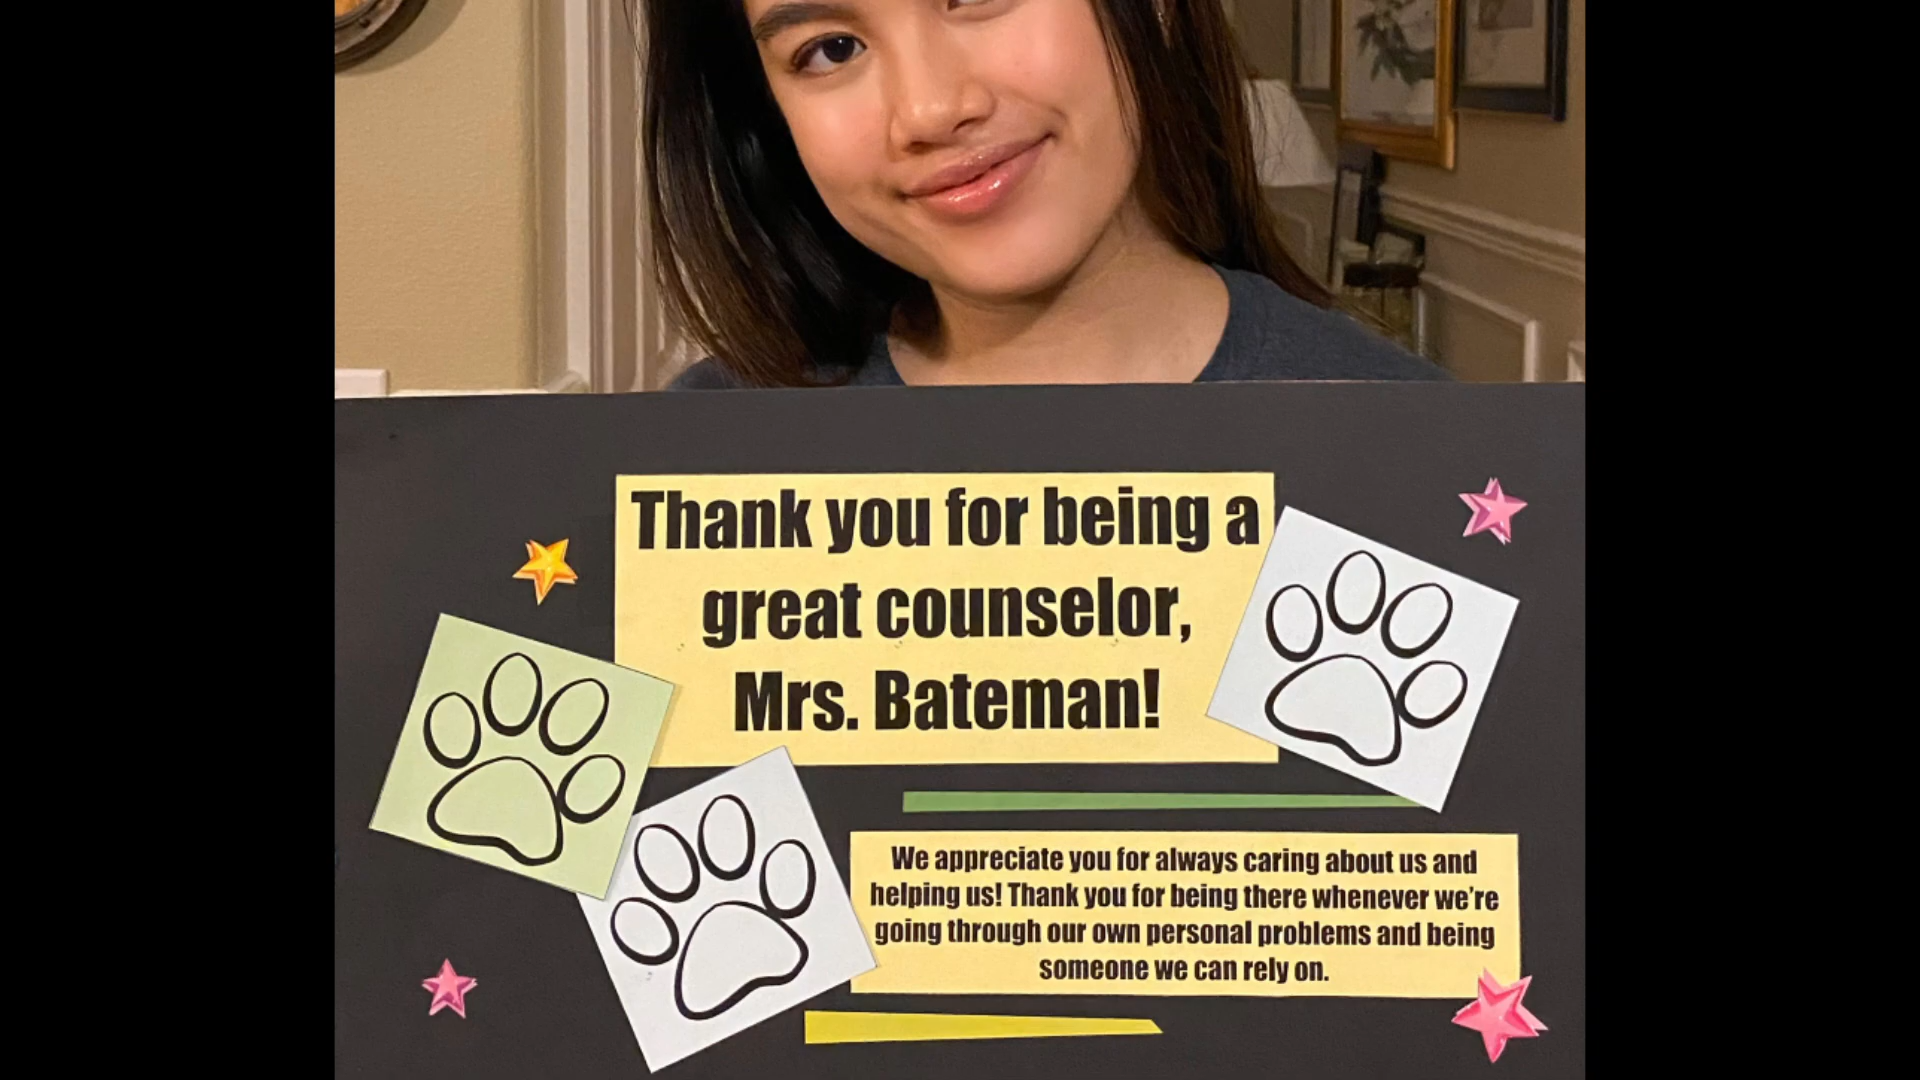 Thank you for being a
great counselor,
Mrs. Bateman!
We appreciate you for always caring about us and
helping us! Thank you for being there whenever we’re
going through our own personal problems and being
someone we can rely on.